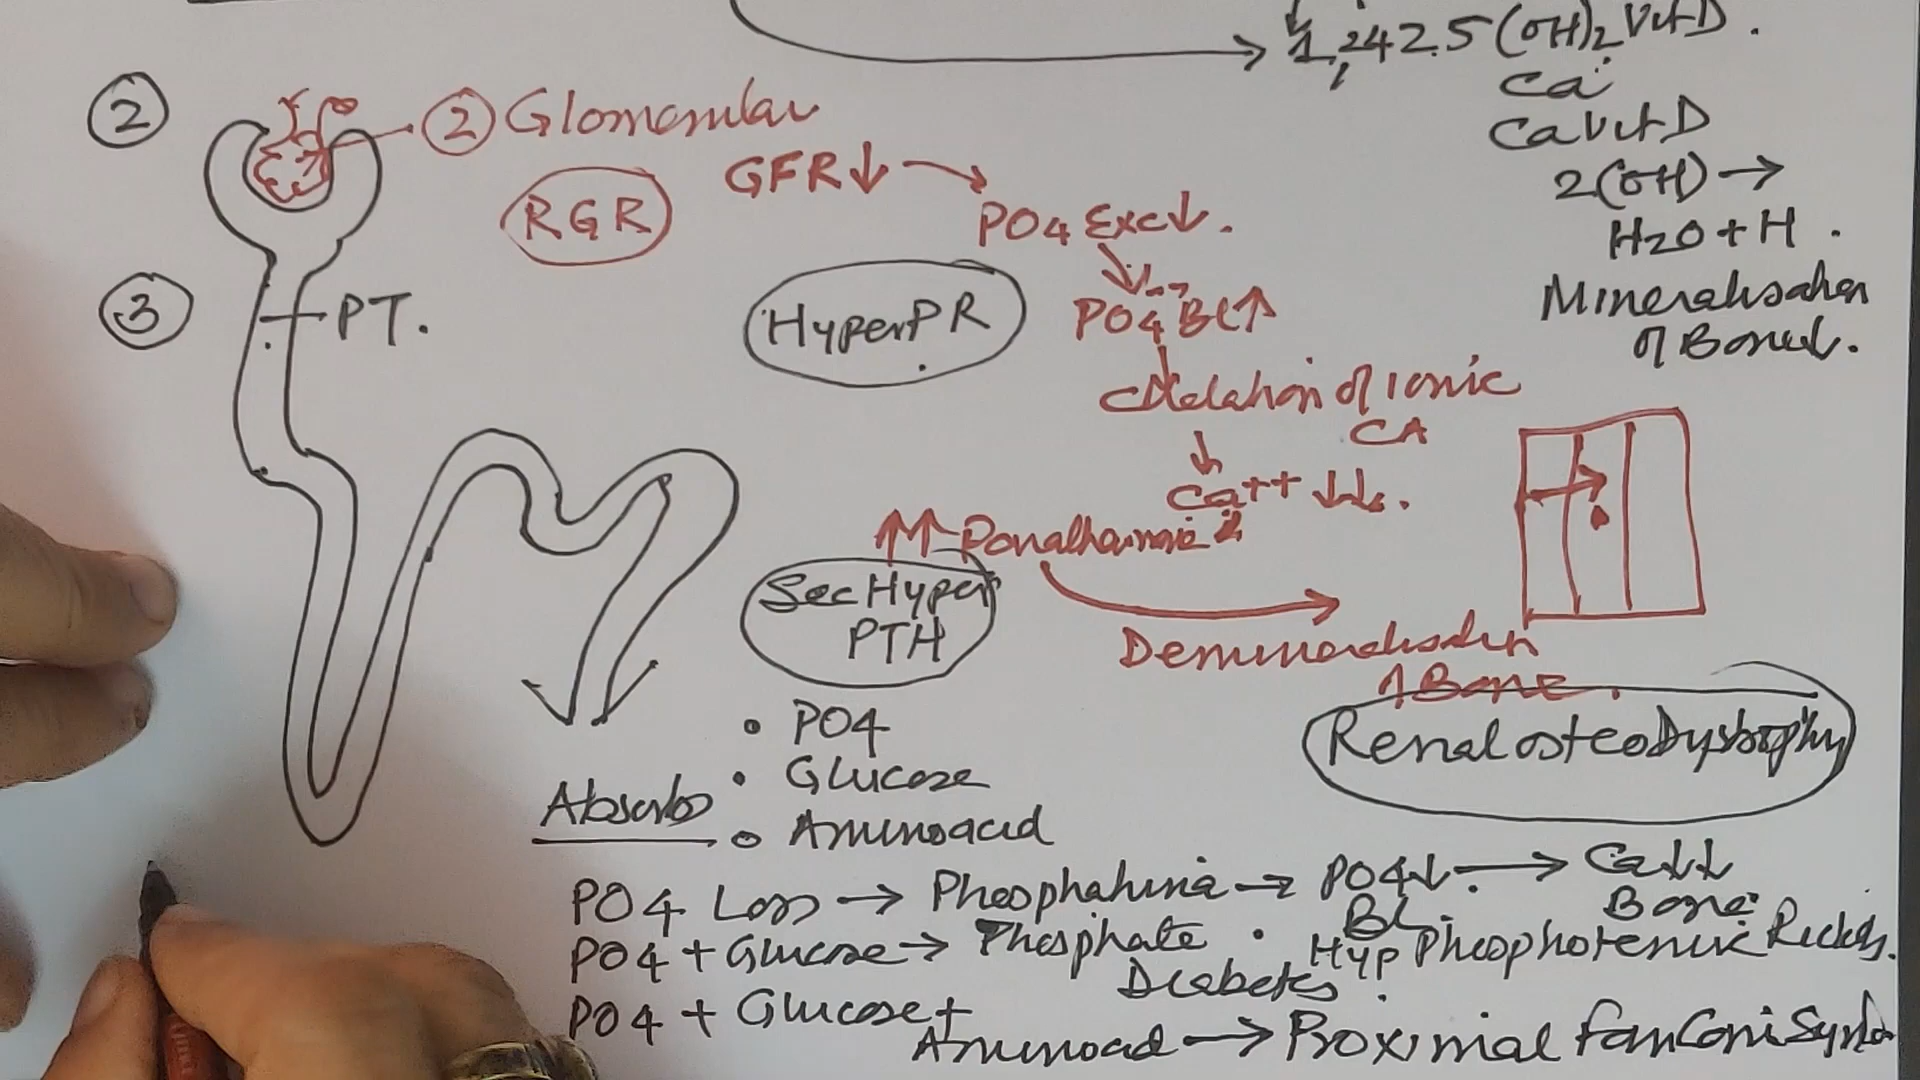 1,24 2.5 (OH)2 Vit D.
Ca
Ca Vit D
2(OH) →
H2O + H.
Mineralisation
of Bone
②
② Glomerular
RGR
GFR↓ → PO4 Exc↓.
PO4 Bl↑
HyperPR
Chelation of ionic
CA
Ca++ ↓↓.
↑↑
Sec Hyper
PTH
Demineralisation
of Bone.
Renal osteoDystrophy
③
PT.
Absorbs
• PO4
• Glucose
• Aminoacid
PO4 Loss → Phosphaturia → PO4↓. → Ca↓↓
BL Bone
PO4 + Glucose → Phosphate
Diabetes
Hyp Phosphotemic Rickets.
PO4 + Glucose +
Aminoacid → Proximal Fanconi Syndo